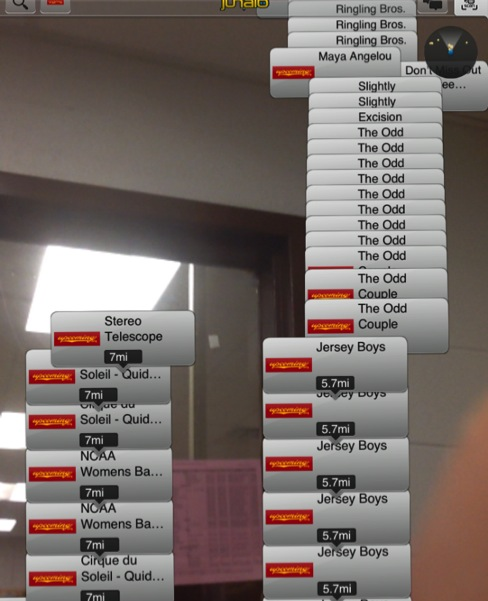 junaio
Ringling Bros.
Ringling Bros.
Ringling Bros.
Maya Angelou
Don't Miss Out
ee...
Slightly
Slightly
Excision
The Odd
The Odd
The Odd
The Odd
The Odd
The Odd
The Odd
The Odd
The Odd
The Odd
Couple
The Odd
Couple
Stereo
Telescope
7mi
Soleil - Quid...
7mi
Cirque du
Soleil - Quid...
7mi
NCAA
Womens Ba...
7mi
NCAA
Womens Ba...
7mi
Cirque du
Soleil - Quid...
7mi
Jersey Boys
5.7mi
Jersey Boys
5.7mi
Jersey Boys
5.7mi
Jersey Boys
5.7mi
Jersey Boys
5.7mi